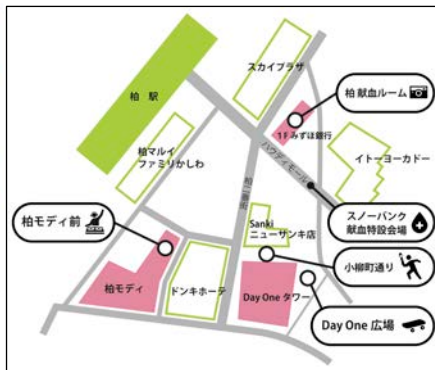 スカイプラザ
柏 駅
柏 献血ルーム
1F みずほ銀行
柏マルイ
ファミリかしわ
ハウディモール
イトーヨーカドー
柏二番街
スノーバンク
献血特設会場
柏モディ前
Sanki
ニューサンキ店
小柳町通り
柏モディ
ドンキホーテ
Day One タワー
Day One 広場